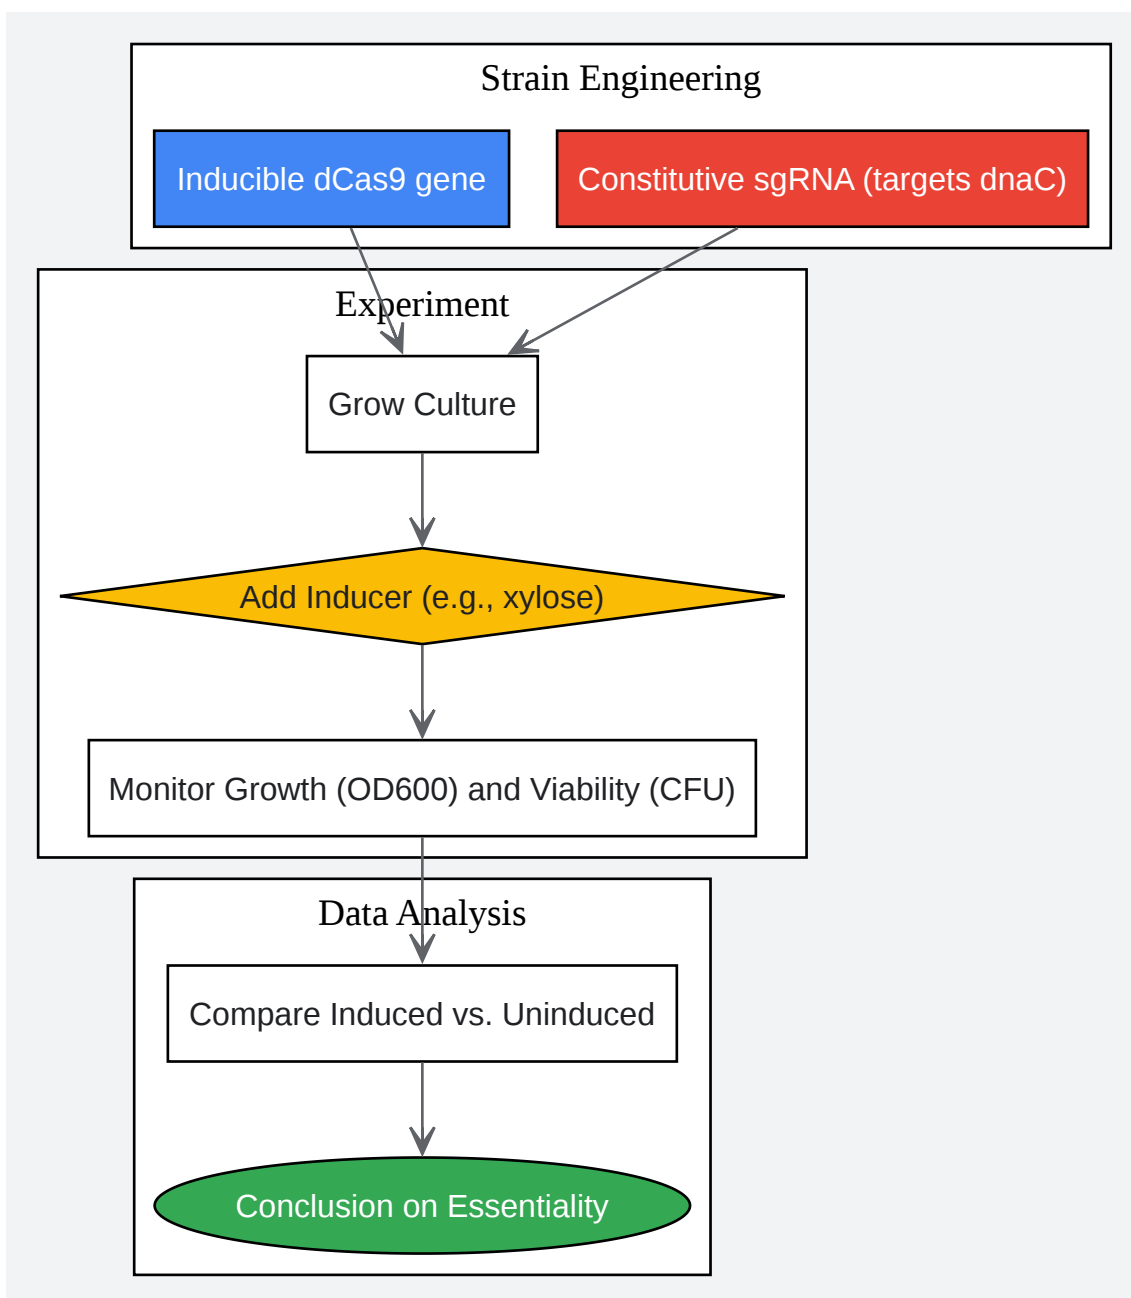 Strain Engineering
Inducible dCas9 gene
Constitutive sgRNA (targets dnaC)
Experiment
Grow Culture
Add Inducer (e.g., xylose)
Monitor Growth (OD600) and Viability (CFU)
Data Analysis
Compare Induced vs. Uninduced
Conclusion on Essentiality